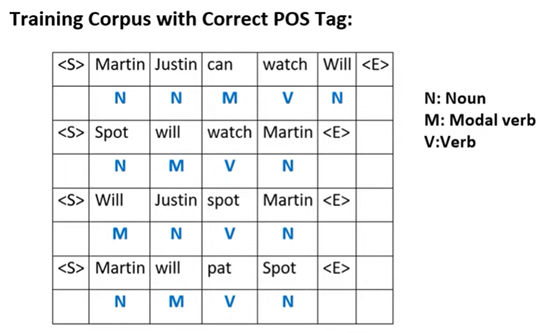 Training Corpus with Correct POS Tag:
<S> Martin Justin can watch Will <E>
N N M V N
<S> Spot will watch Martin <E>
N M V N
<S> Will Justin spot Martin <E>
M N V N
<S> Martin will pat Spot <E>
N M V N
N: Noun
M: Modal verb
V:Verb